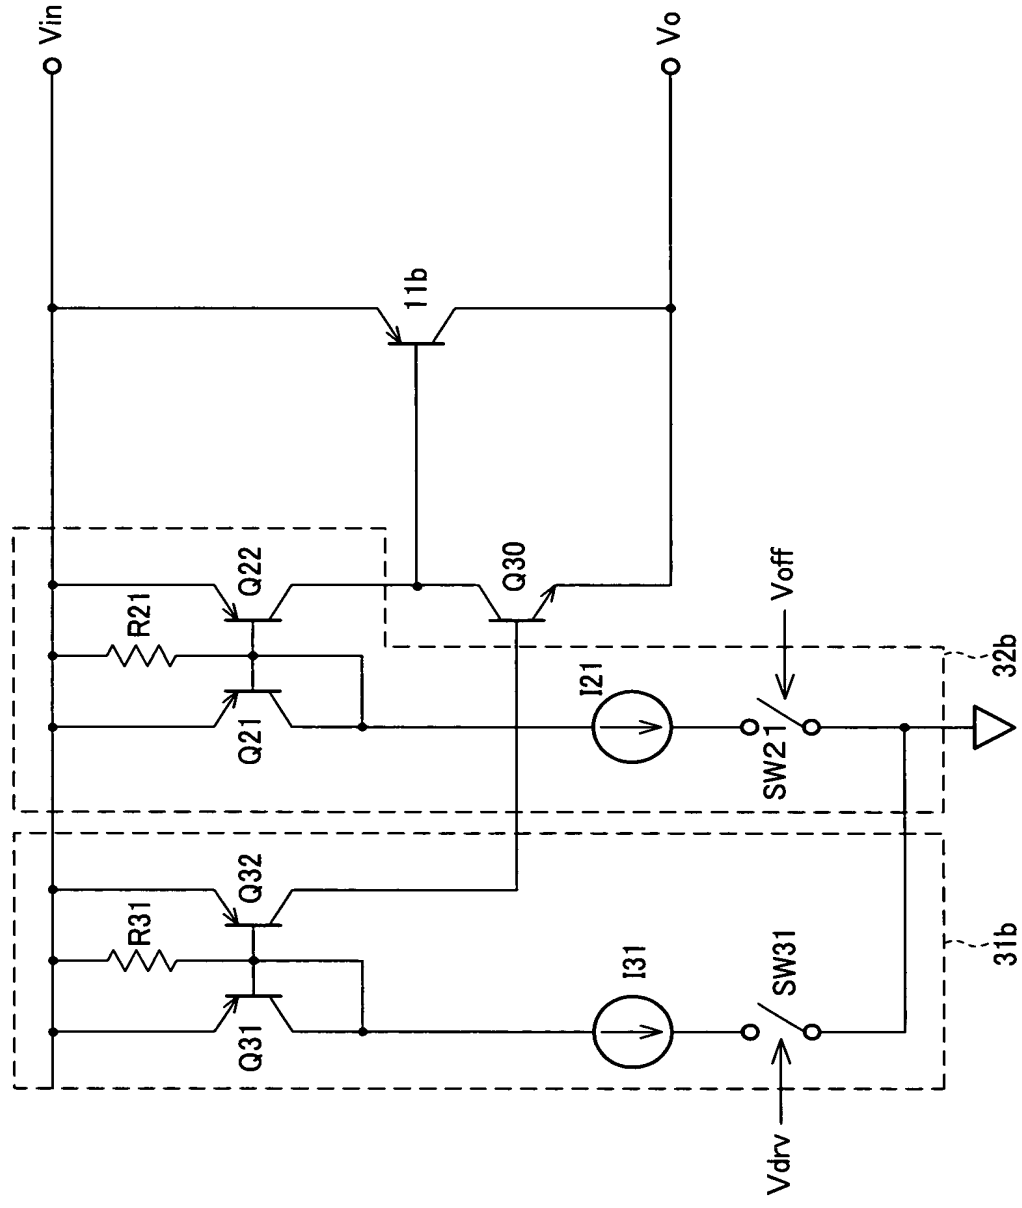 Vin
Vo
11b
Q22
R21
Q21
Q30
I21
Voff
SW21
32b
Q32
R31
Q31
I31
SW31
Vdrv
31b